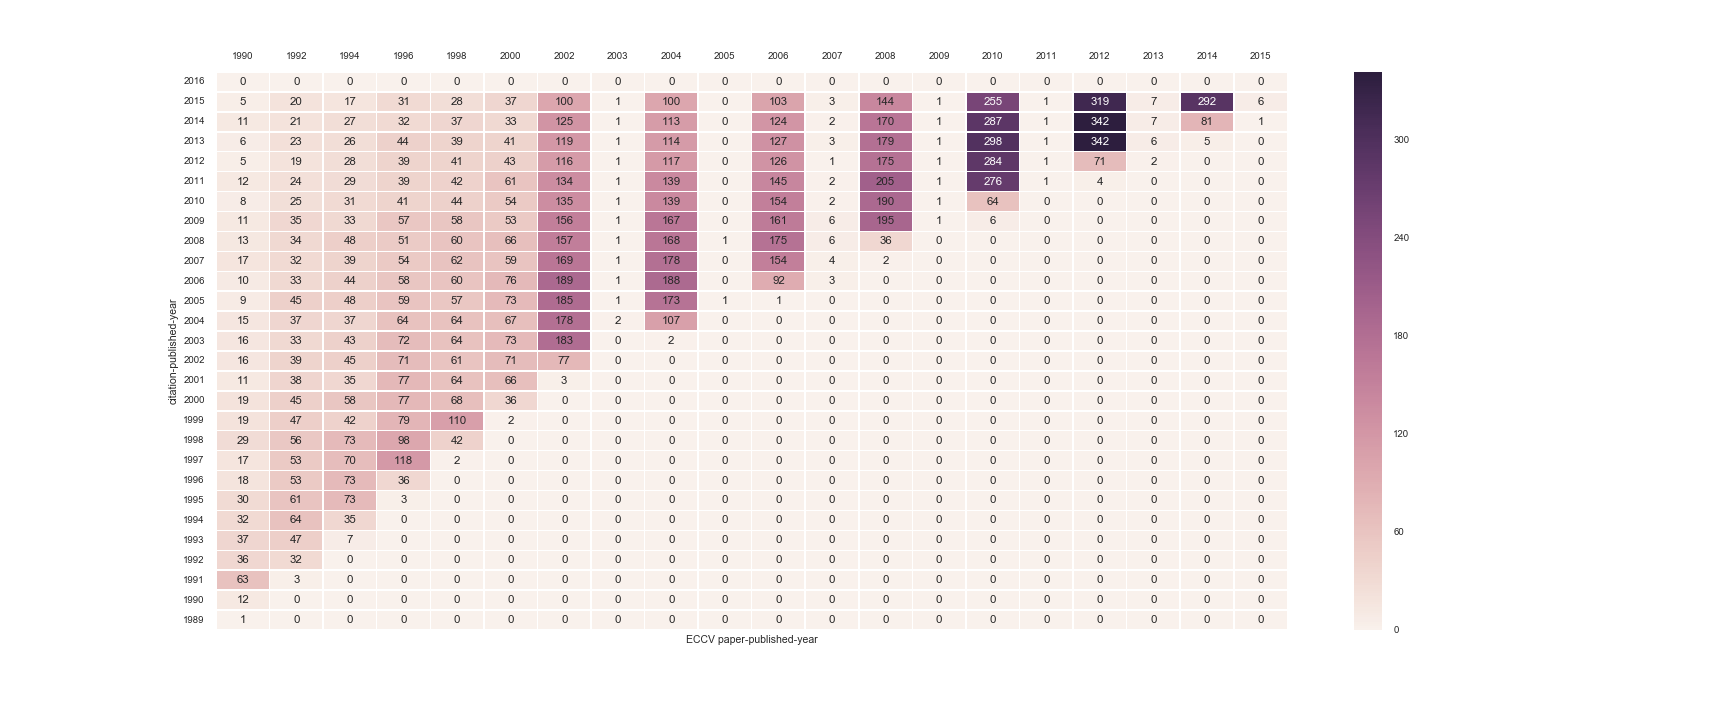 1990 1992 1994 1996 1998 2000 2002 2003 2004 2005 2006 2007 2008 2009 2010 2011 2012 2013 2014 2015
2016 0 0 0 0 0 0 0 0 0 0 0 0 0 0 0 0 0 0 0 0
2015 5 20 17 31 28 37 100 1 100 0 103 3 144 1 255 1 319 7 292 6
2014 11 21 27 32 37 33 125 1 113 0 124 2 170 1 287 1 342 7 81 1
2013 6 23 26 44 39 41 119 1 114 0 127 3 179 1 298 1 342 6 5 0
2012 5 19 28 39 41 43 116 1 117 0 126 1 175 1 284 1 71 2 0 0
2011 12 24 29 39 42 61 134 1 139 0 145 2 205 1 276 1 4 0 0 0
2010 8 25 31 41 44 54 135 1 139 0 154 2 190 1 64 0 0 0 0 0
2009 11 35 33 57 58 53 156 1 167 0 161 6 195 1 6 0 0 0 0 0
2008 13 34 48 51 60 66 157 1 168 1 175 6 36 0 0 0 0 0 0 0
2007 17 32 39 54 62 59 169 1 178 0 154 4 2 0 0 0 0 0 0 0
2006 10 33 44 58 60 76 189 1 188 0 92 3 0 0 0 0 0 0 0 0
2005 9 45 48 59 57 73 185 1 173 1 1 0 0 0 0 0 0 0 0 0
2004 15 37 37 64 64 67 178 2 107 0 0 0 0 0 0 0 0 0 0 0
2003 16 33 43 72 64 73 183 0 2 0 0 0 0 0 0 0 0 0 0 0
2002 16 39 45 71 61 71 77 0 0 0 0 0 0 0 0 0 0 0 0 0
2001 11 38 35 77 64 66 3 0 0 0 0 0 0 0 0 0 0 0 0 0
2000 19 45 58 77 68 36 0 0 0 0 0 0 0 0 0 0 0 0 0 0
1999 19 47 42 79 110 2 0 0 0 0 0 0 0 0 0 0 0 0 0 0
1998 29 56 73 98 42 0 0 0 0 0 0 0 0 0 0 0 0 0 0 0
1997 17 53 70 118 2 0 0 0 0 0 0 0 0 0 0 0 0 0 0 0
1996 18 53 73 36 0 0 0 0 0 0 0 0 0 0 0 0 0 0 0 0
1995 30 61 73 3 0 0 0 0 0 0 0 0 0 0 0 0 0 0 0 0
1994 32 64 35 0 0 0 0 0 0 0 0 0 0 0 0 0 0 0 0 0
1993 37 47 7 0 0 0 0 0 0 0 0 0 0 0 0 0 0 0 0 0
1992 36 32 0 0 0 0 0 0 0 0 0 0 0 0 0 0 0 0 0 0
1991 63 3 0 0 0 0 0 0 0 0 0 0 0 0 0 0 0 0 0 0
1990 12 0 0 0 0 0 0 0 0 0 0 0 0 0 0 0 0 0 0 0
1989 1 0 0 0 0 0 0 0 0 0 0 0 0 0 0 0 0 0 0 0
citation-published-year
ECCV paper-published-year
300
240
180
120
60
0